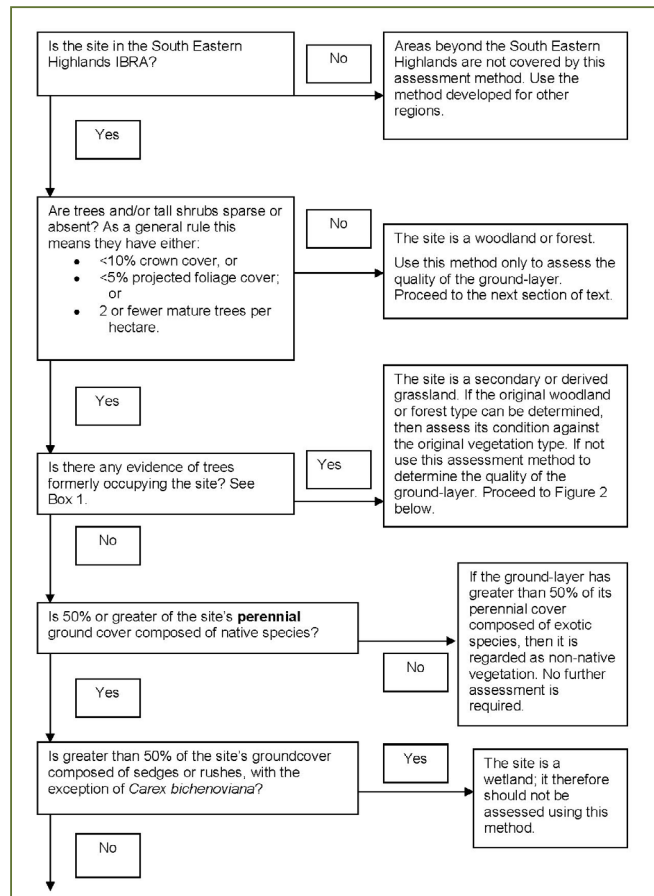 Is the site in the South Eastern
Highlands IBRA?
No
Areas beyond the South Eastern
Highlands are not covered by this
assessment method. Use the
method developed for other
regions.
Yes
Are trees and/or tall shrubs sparse or
absent? As a general rule this
means they have either:
• <10% crown cover, or
• <5% projected foliage cover;
or
• 2 or fewer mature trees per
hectare.
No
The site is a woodland or forest.
Use this method only to assess the
quality of the ground-layer.
Proceed to the next section of text.
Yes
Is there any evidence of trees
formerly occupying the site? See
Box 1.
Yes
The site is a secondary or derived
grassland. If the original woodland
or forest type can be determined,
then assess its condition against
the original vegetation type. If not
use this assessment method to
determine the quality of the
ground-layer. Proceed to Figure 2
below.
No
Is 50% or greater of the site's perennial
ground cover composed of native species?
No
If the ground-layer has
greater than 50% of its
perennial cover
composed of exotic
species, then it is
regarded as non-native
vegetation. No further
assessment is
required.
Yes
Is greater than 50% of the site's groundcover
composed of sedges or rushes, with the
exception of Carex bichenoviana?
Yes
The site is a
wetland; it therefore
should not be
assessed using this
method.
No